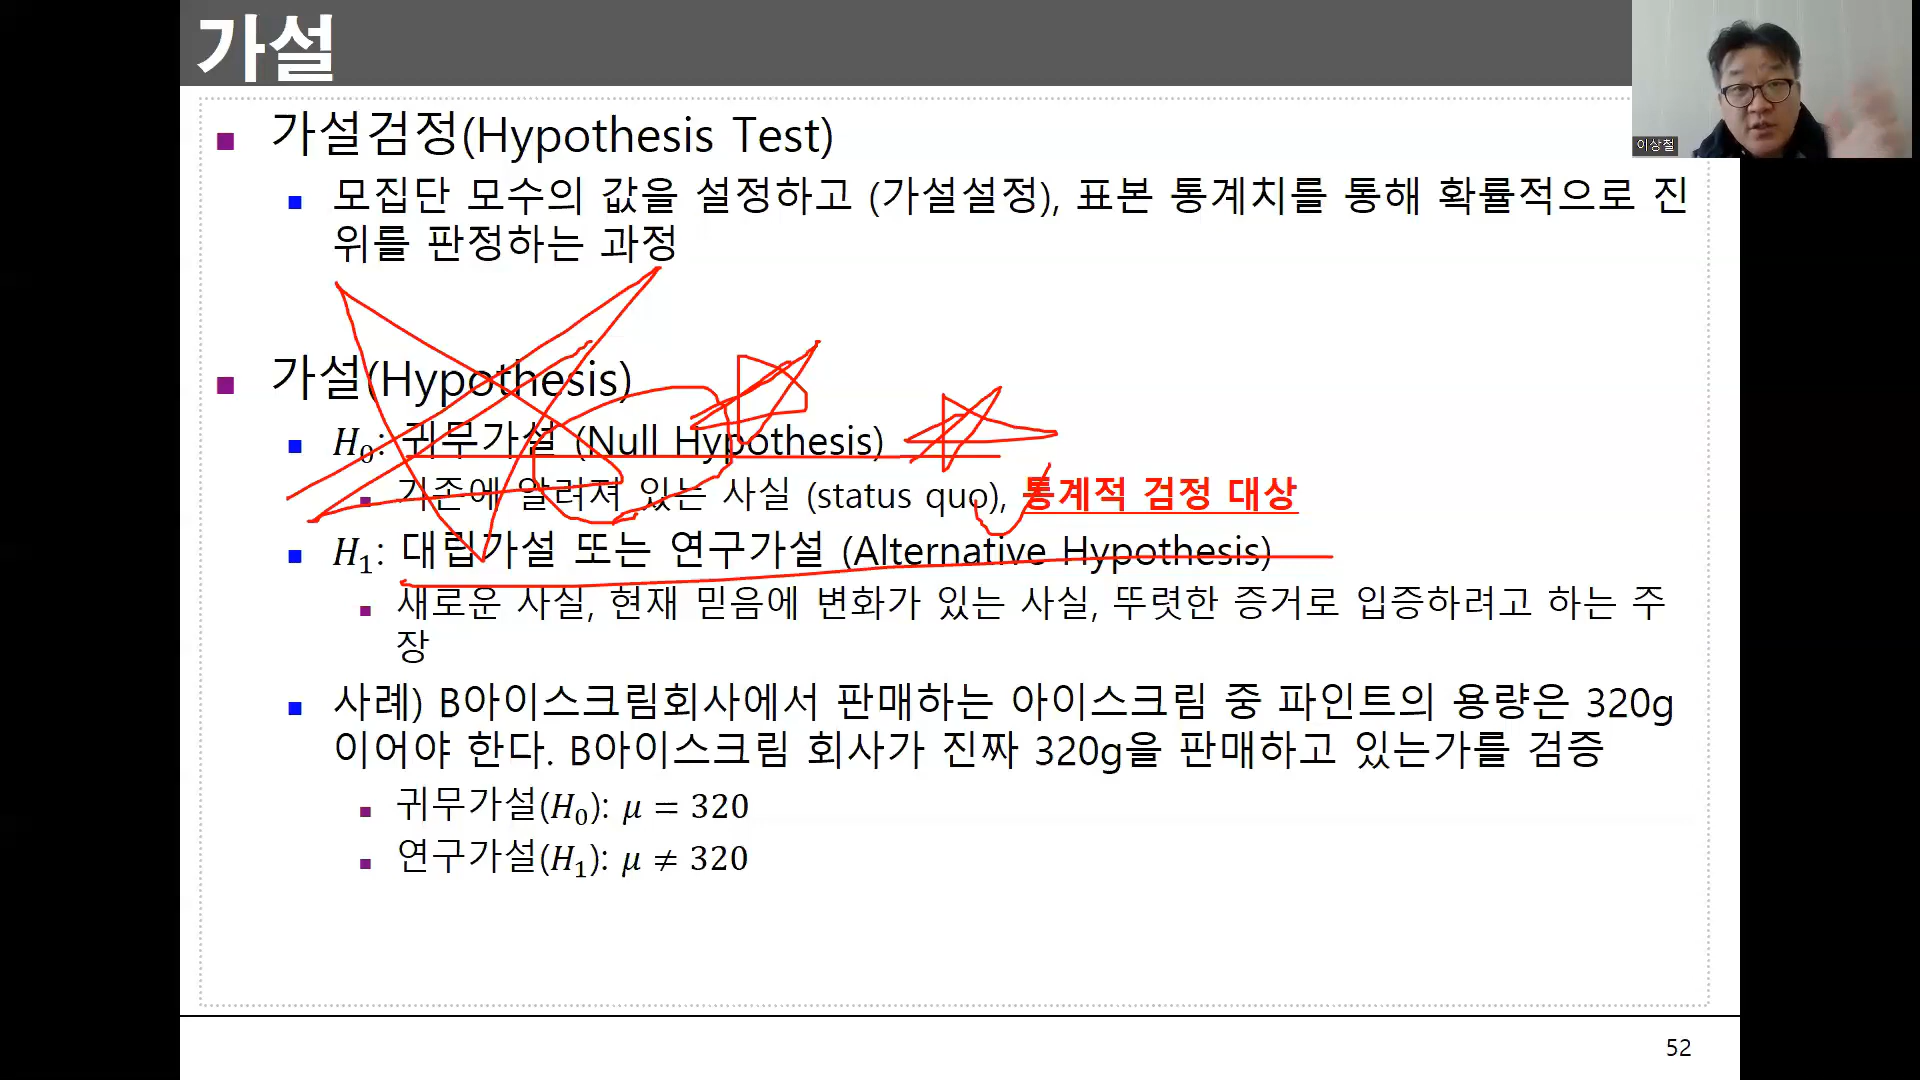 가설
이상철
가설검정(Hypothesis Test)
모집단 모수의 값을 설정하고 (가설설정), 표본 통계치를 통해 확률적으로 진
위를 판정하는 과정
가설(Hypothesis)
H₀: 귀무가설 (Null Hypothesis)
기존에 알려져 있는 사실 (status quo), 통계적 검정 대상
H₁: 대립가설 또는 연구가설 (Alternative Hypothesis)
새로운 사실, 현재 믿음에 변화가 있는 사실, 뚜렷한 증거로 입증하려고 하는 주
장
사례) B아이스크림회사에서 판매하는 아이스크림 중 파인트의 용량은 320g
이어야 한다. B아이스크림 회사가 진짜 320g을 판매하고 있는가를 검증
귀무가설(H₀): μ = 320
연구가설(H₁): μ ≠ 320
52